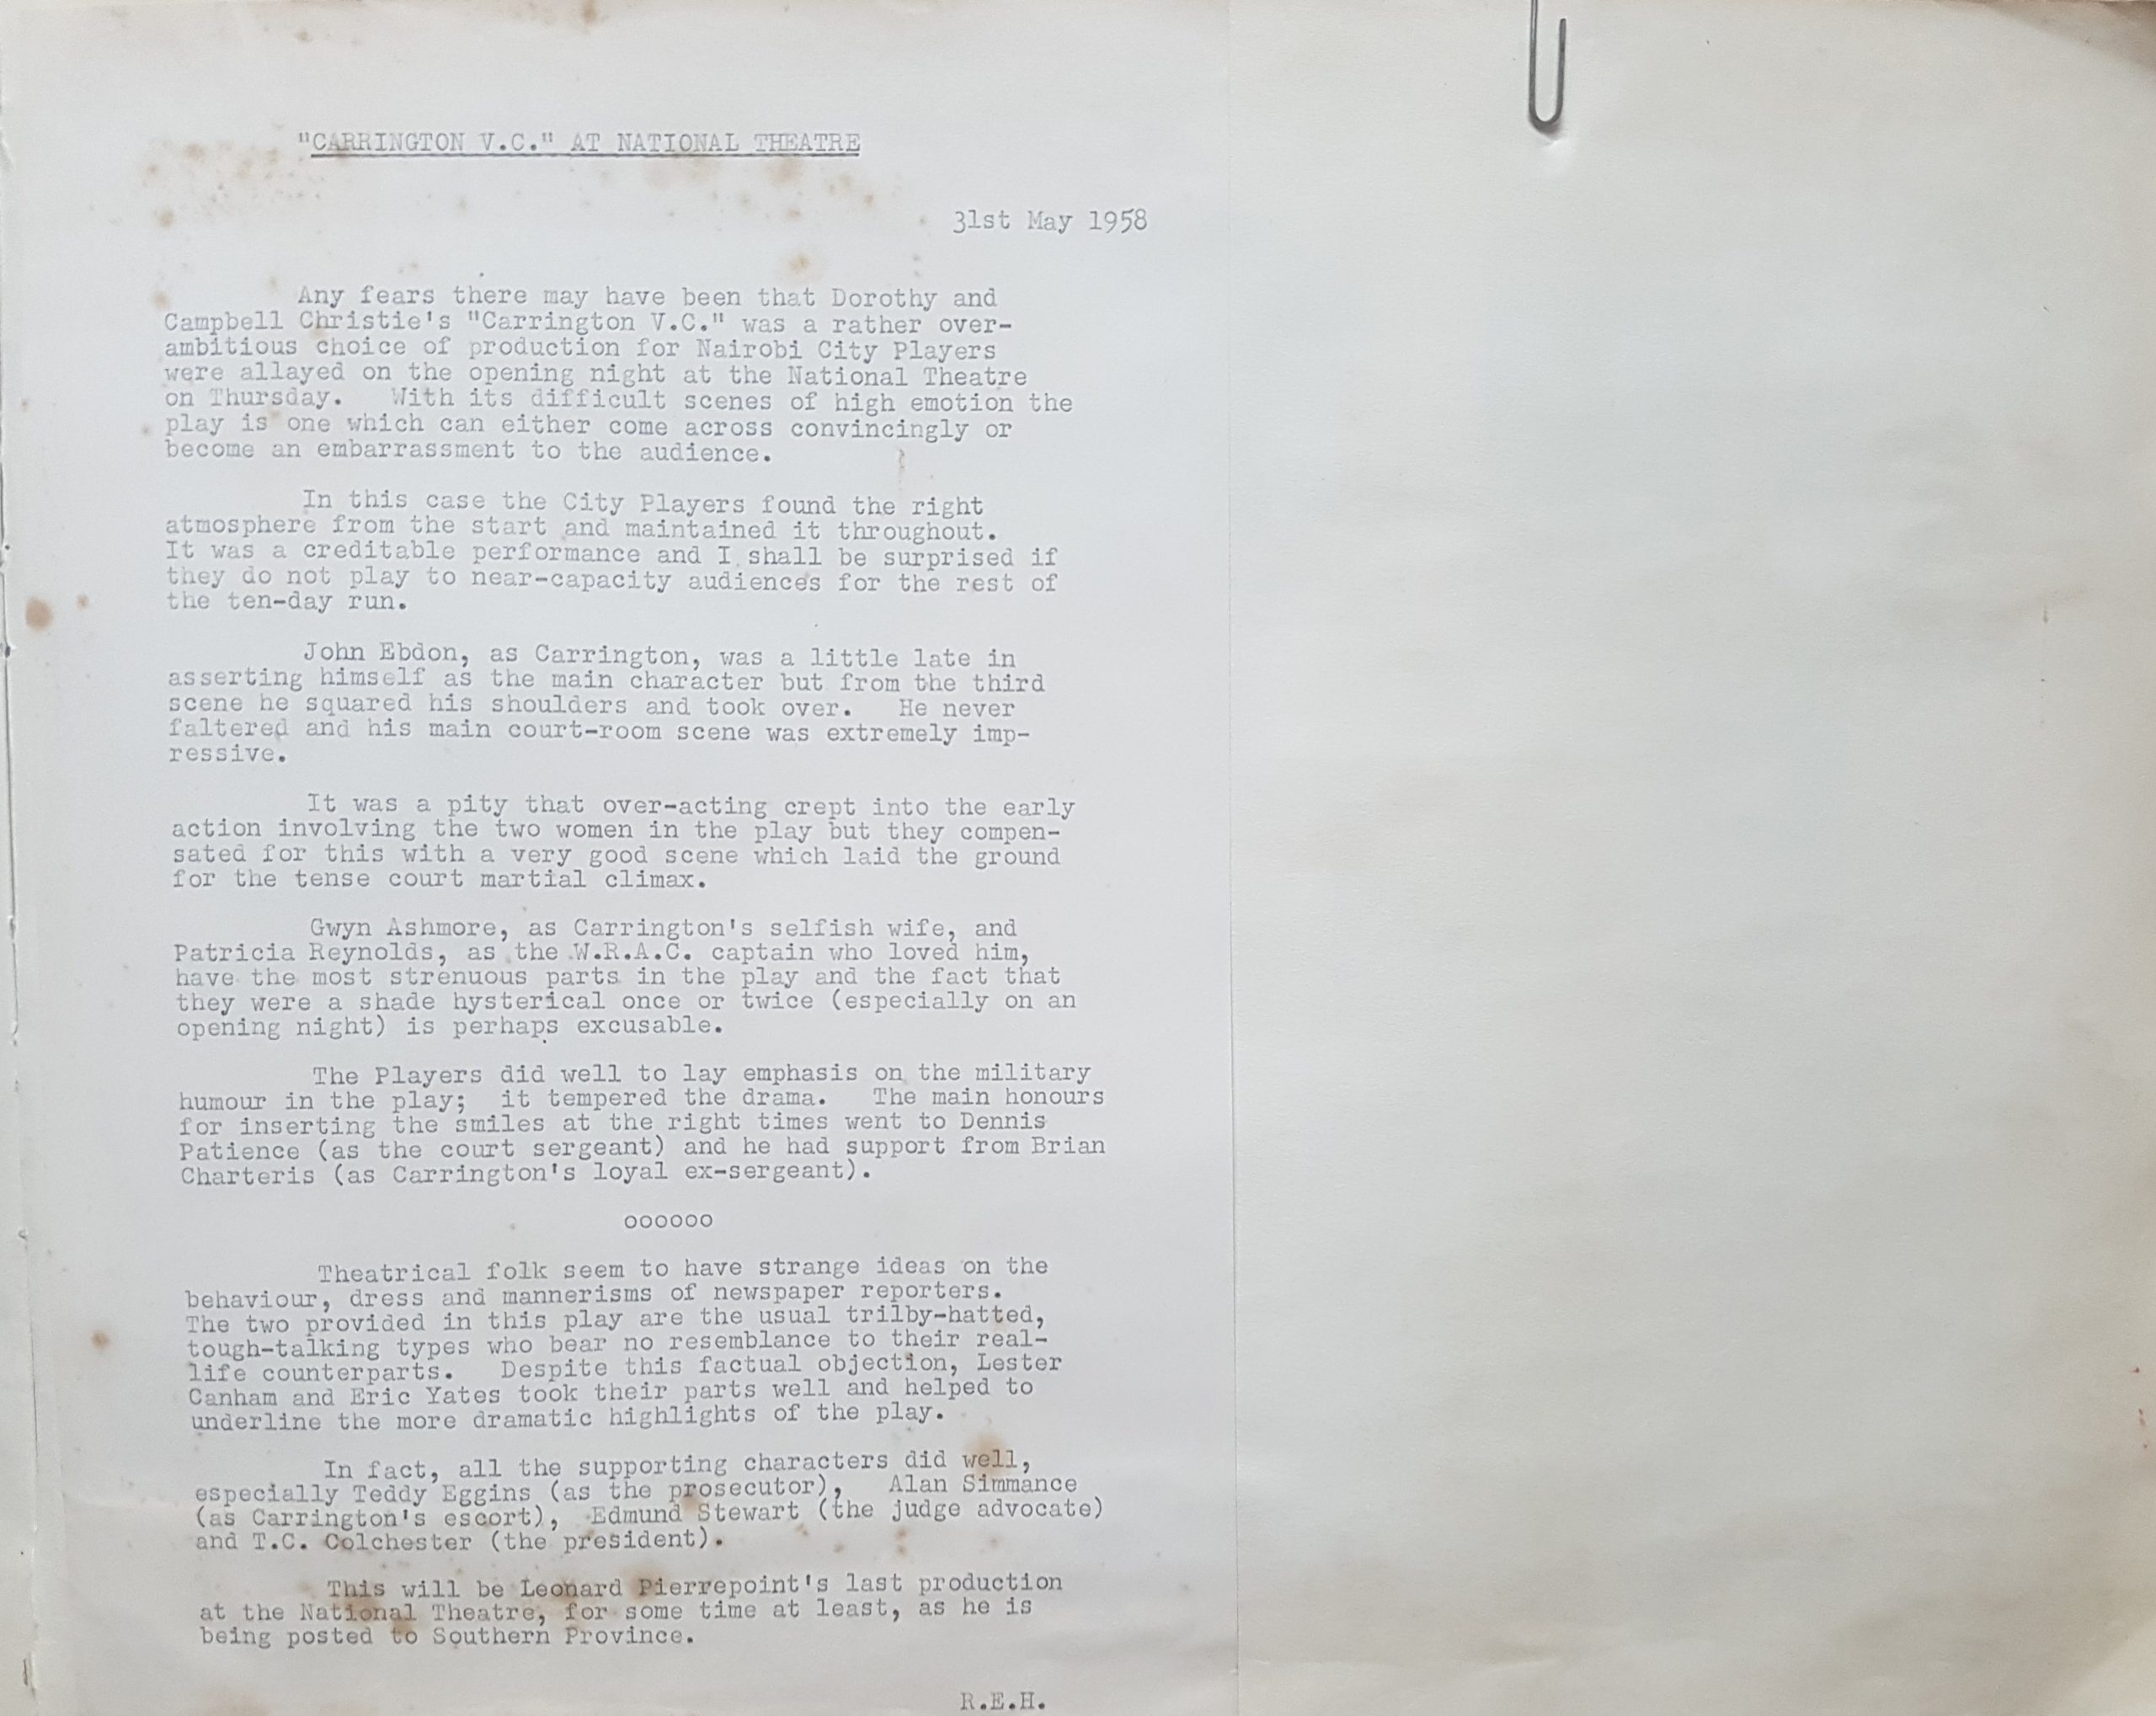 "CARRINGTON V.C." AT NATIONAL THEATRE
31st May 1958
Any fears there may have been that Dorothy and
Campbell Christie's "Carrington V.C." was a rather over-
ambitious choice of production for Nairobi City Players
were allayed on the opening night at the National Theatre
on Thursday. With its difficult scenes of high emotion the
play is one which can either come across convincingly or
become an embarrassment to the audience.
In this case the City Players found the right
atmosphere from the start and maintained it throughout.
It was a creditable performance and I shall be surprised if
they do not play to near-capacity audiences for the rest of
the ten-day run.
John Ebdon, as Carrington, was a little late in
asserting himself as the main character but from the third
scene he squared his shoulders and took over. He never
faltered and his main court-room scene was extremely imp-
ressive.
It was a pity that over-acting crept into the early
action involving the two women in the play but they compen-
sated for this with a very good scene which laid the ground
for the tense court martial climax.
Gwyn Ashmore, as Carrington's selfish wife, and
Patricia Reynolds, as the W.R.A.C. captain who loved him,
have the most strenuous parts in the play and the fact that
they were a shade hysterical once or twice (especially on an
opening night) is perhaps excusable.
The Players did well to lay emphasis on the military
humour in the play; it tempered the drama. The main honours
for inserting the smiles at the right times went to Dennis
Patience (as the court sergeant) and he had support from Brian
Charteris (as Carrington's loyal ex-sergeant).
oooooo
Theatrical folk seem to have strange ideas on the
behaviour, dress and mannerisms of newspaper reporters.
The two provided in this play are the usual trilby-hatted,
tough-talking types who bear no resemblance to their real-
life counterparts. Despite this factual objection, Lester
Canham and Eric Yates took their parts well and helped to
underline the more dramatic highlights of the play.
In fact, all the supporting characters did well,
especially Teddy Eggins (as the prosecutor), Alan Simmance
(as Carrington's escort), Edmund Stewart (the judge advocate)
and T.C. Colchester (the president).
This will be Leonard Pierrepoint's last production
at the National Theatre, for some time at least, as he is
being posted to Southern Province.
R.E.H.